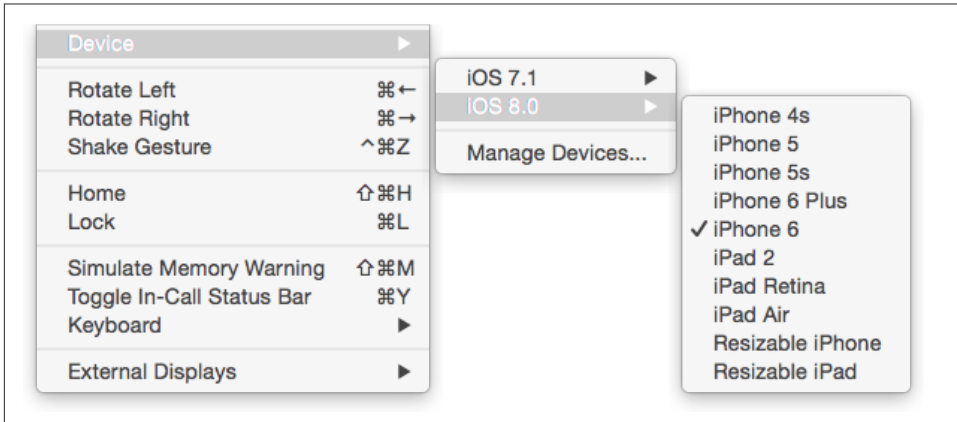 Device ▶
Rotate Left ⌘←
Rotate Right ⌘→
Shake Gesture ^⌘Z
Home ⇧⌘H
Lock ⌘L
Simulate Memory Warning ⇧⌘M
Toggle In-Call Status Bar ⌘Y
Keyboard ▶
External Displays ▶
iOS 7.1 ▶
iOS 8.0 ▶
Manage Devices...
iPhone 4s
iPhone 5
iPhone 5s
iPhone 6 Plus
✓ iPhone 6
iPad 2
iPad Retina
iPad Air
Resizable iPhone
Resizable iPad